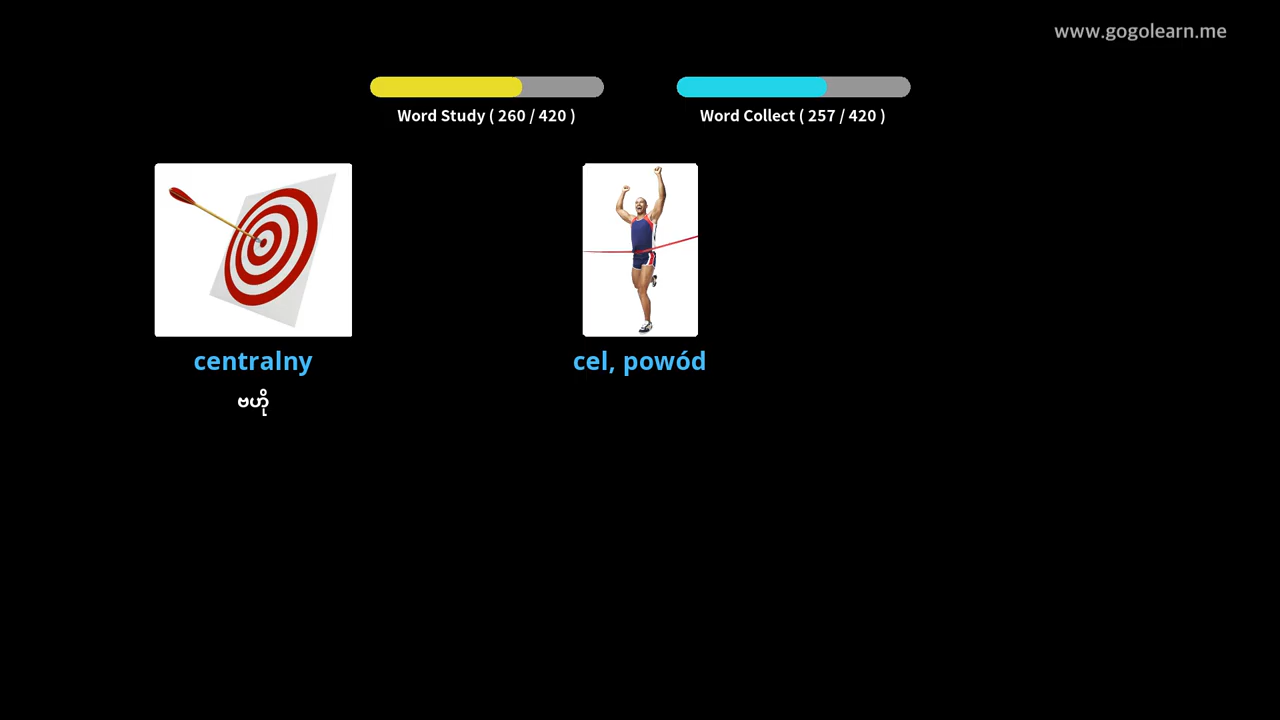 www.gogolearn.me
Word Study ( 260 / 420 )
Word Collect ( 257 / 420 )
centralny
cel, powód
ဗဟို